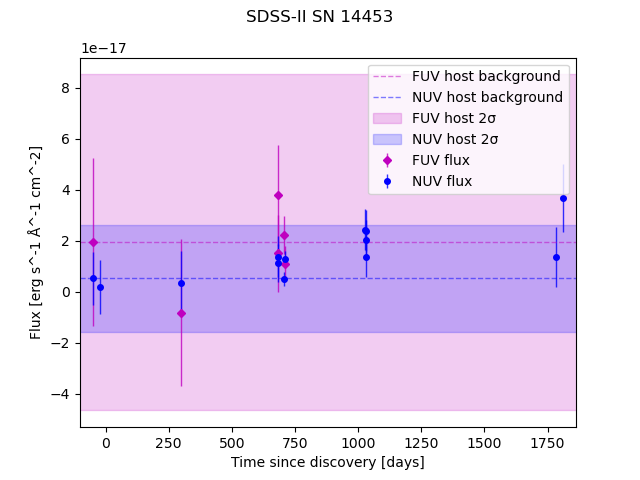 SDSS-II SN 14453
1e−17
FUV host background
NUV host background
FUV host 2σ
NUV host 2σ
FUV flux
NUV flux
8
6
4
2
0
−2
−4
Flux [erg s^-1 Å^-1 cm^-2]
0
250
500
750
1000
1250
1500
1750
Time since discovery [days]